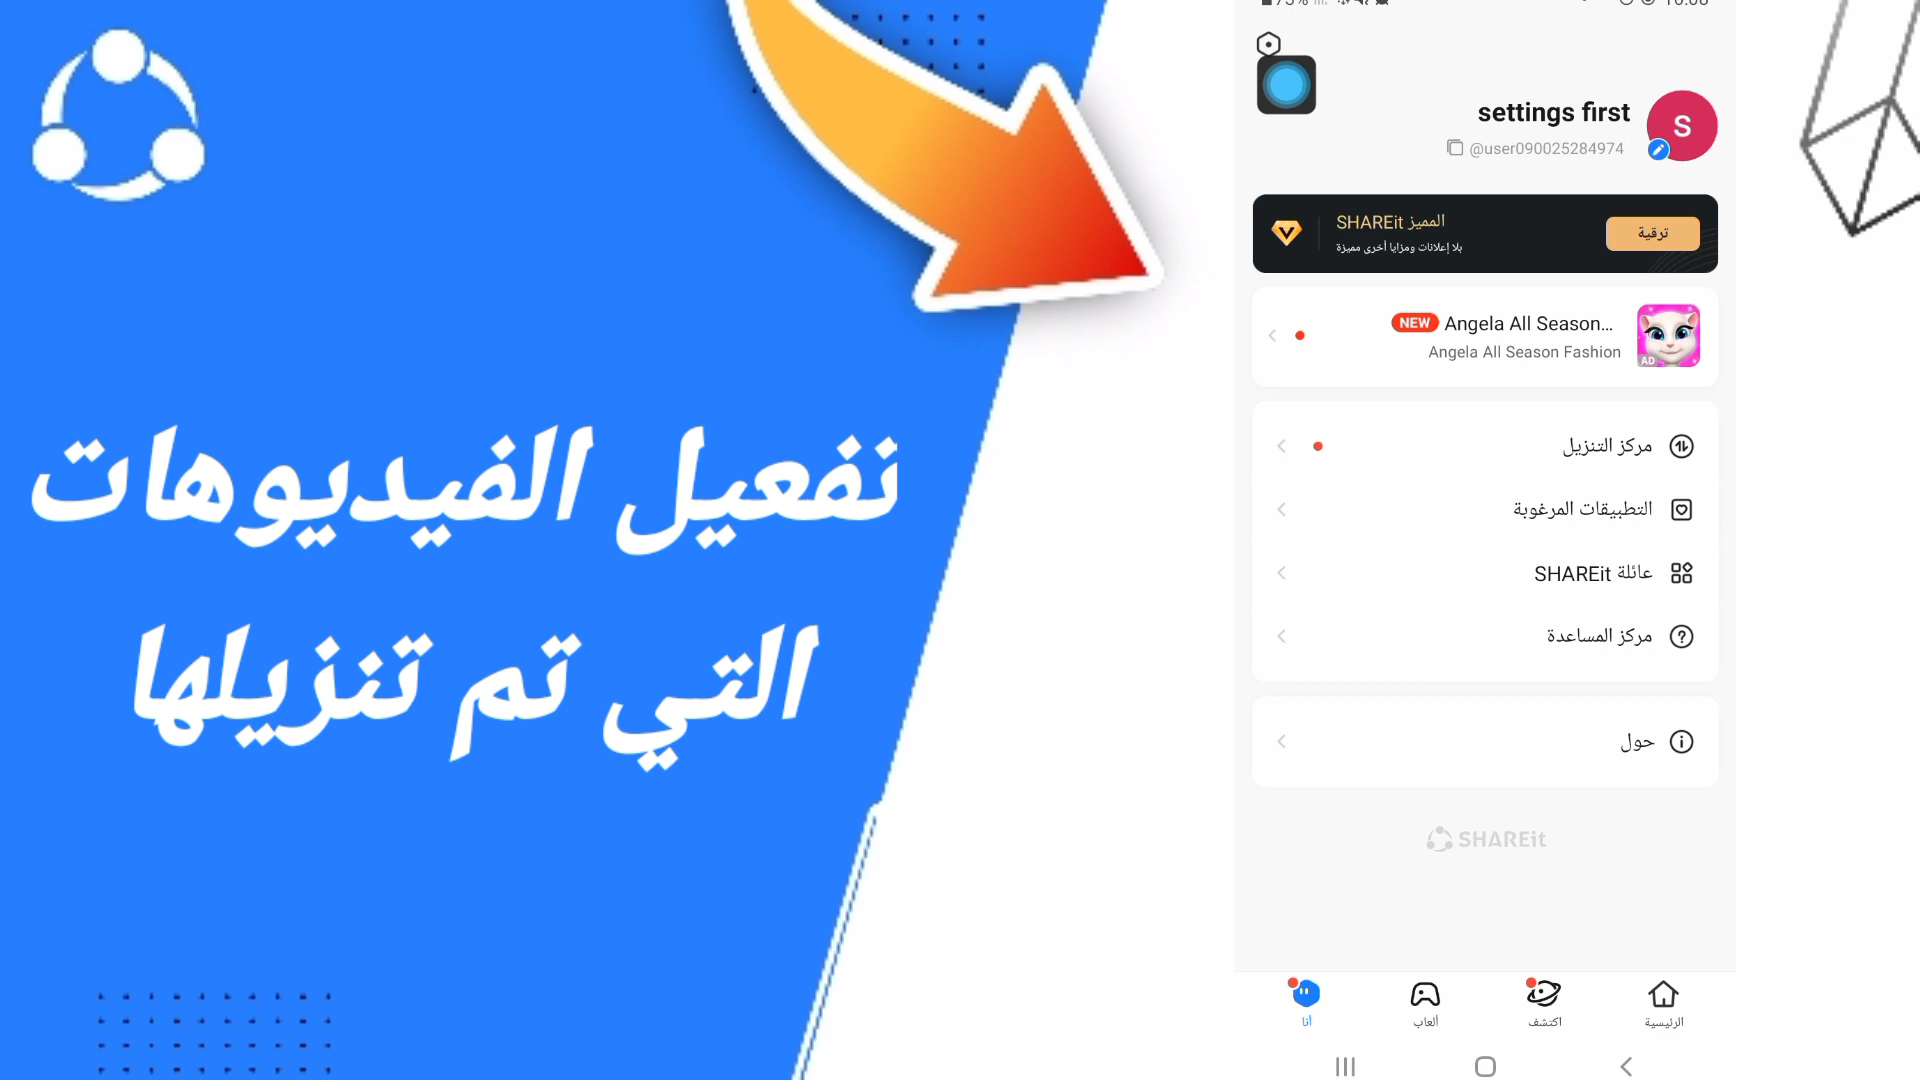 نفعيل الفيديوهات
التي تم تنزيلها
settings first
@user090025284974
S
SHAREit المميز
بلا إعلانات ومزايا أخرى مميزة
ترقية
NEW Angela All Season...
Angela All Season Fashion
AD
مركز التنزيل
التطبيقات المرغوبة
عائلة SHAREit
مركز المساعدة
حول
SHAREit
الرئيسية
اكتشف
ألعاب
أنا